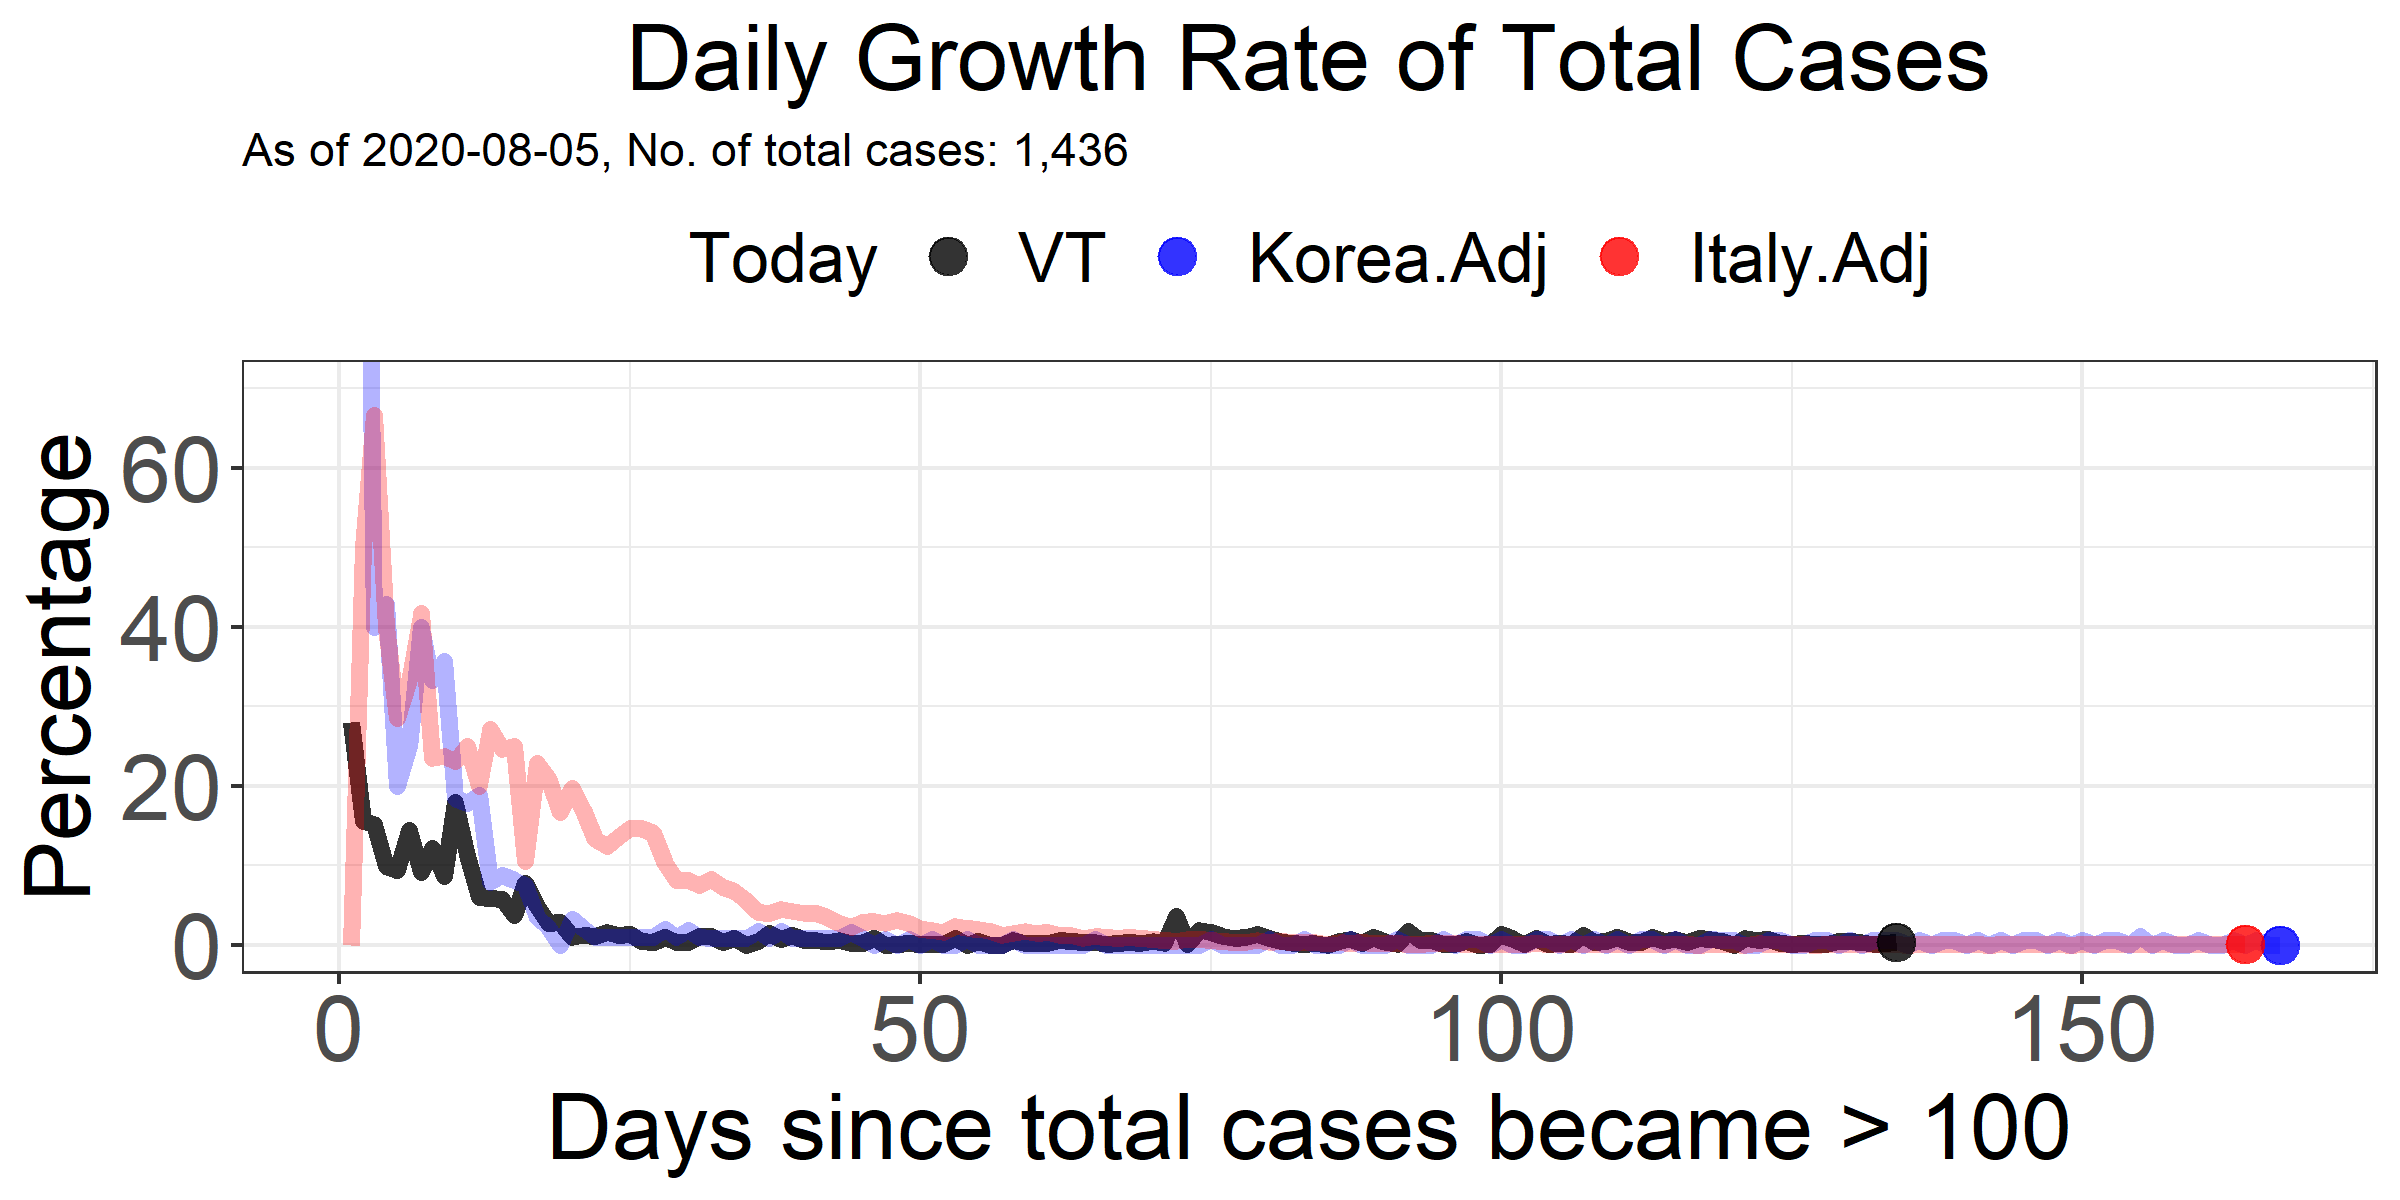 Daily Growth Rate of Total Cases
As of 2020-08-05, No. of total cases: 1,436
Today VT Korea.Adj Italy.Adj
Percentage
60
40
20
0
0 50 100 150
Days since total cases became > 100